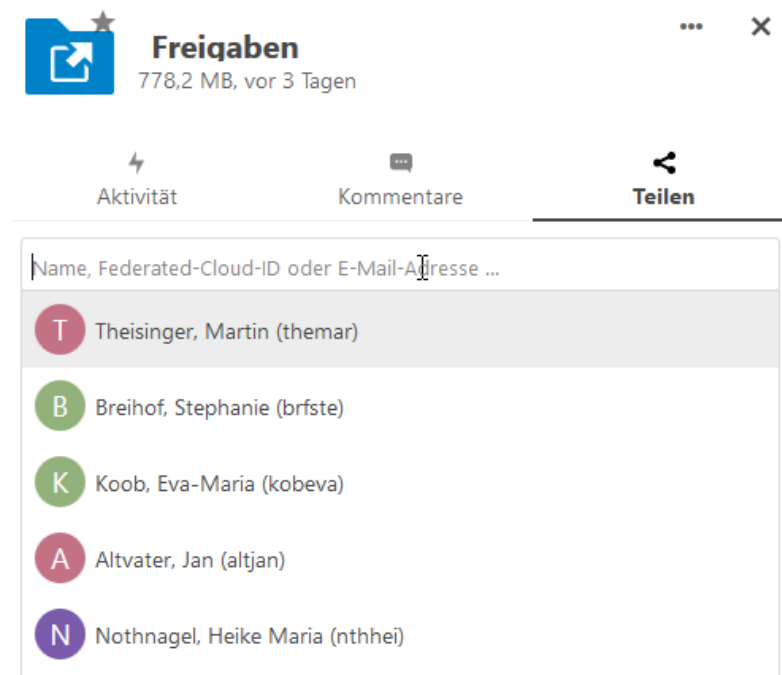 Freigaben
778,2 MB, vor 3 Tagen
Aktivität
Kommentare
Teilen
Name, Federated-Cloud-ID oder E-Mail-Adresse ...
T Theisinger, Martin (themar)
B Breihof, Stephanie (brfste)
K Koob, Eva-Maria (kobeva)
A Altvater, Jan (altjan)
N Nothnagel, Heike Maria (nthhei)